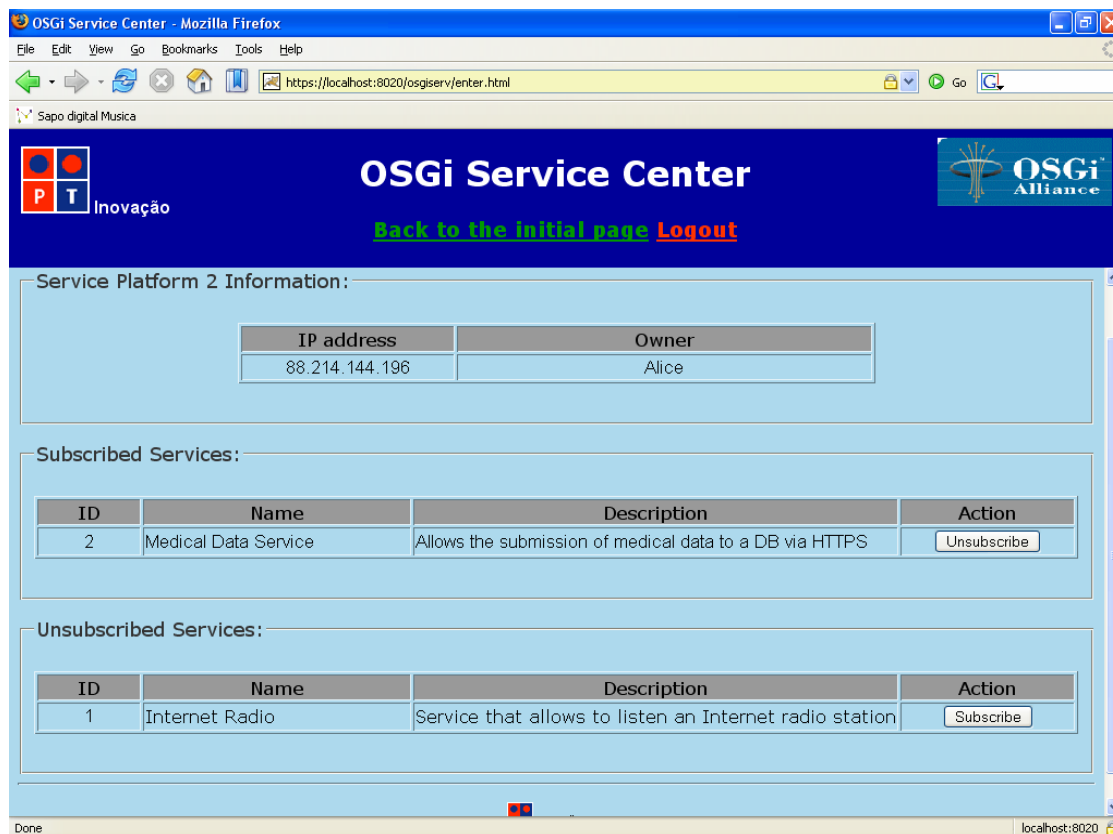 OSGi Service Center - Mozilla Firefox
File Edit View Go Bookmarks Tools Help
https://localhost:8020/osgiserv/enter.html Go G
Sapo digital Musica
P T Inovação
OSGi Service Center
OSGi Alliance
Back to the initial page Logout
Service Platform 2 Information:
IP address Owner
88.214.144.196 Alice
Subscribed Services:
ID Name Description Action
2 Medical Data Service Allows the submission of medical data to a DB via HTTPS Unsubscribe
Unsubscribed Services:
ID Name Description Action
1 Internet Radio Service that allows to listen an Internet radio station Subscribe
Done localhost:8020